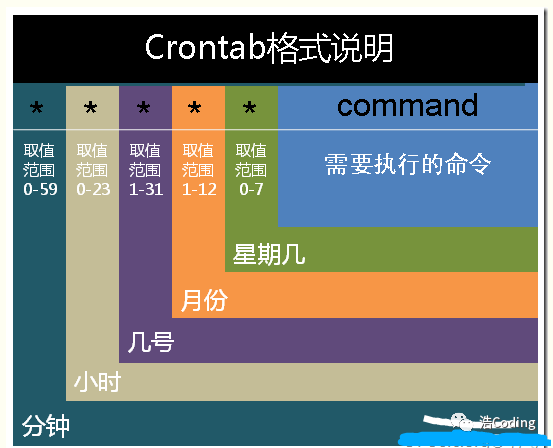 Crontab格式说明
* * * * * command
取值 取值 取值 取值 取值
范围 范围 范围 范围 范围
0-59 0-23 1-31 1-12 0-7
需要执行的命令
星期几
月份
几号
小时
分钟
浩Coding